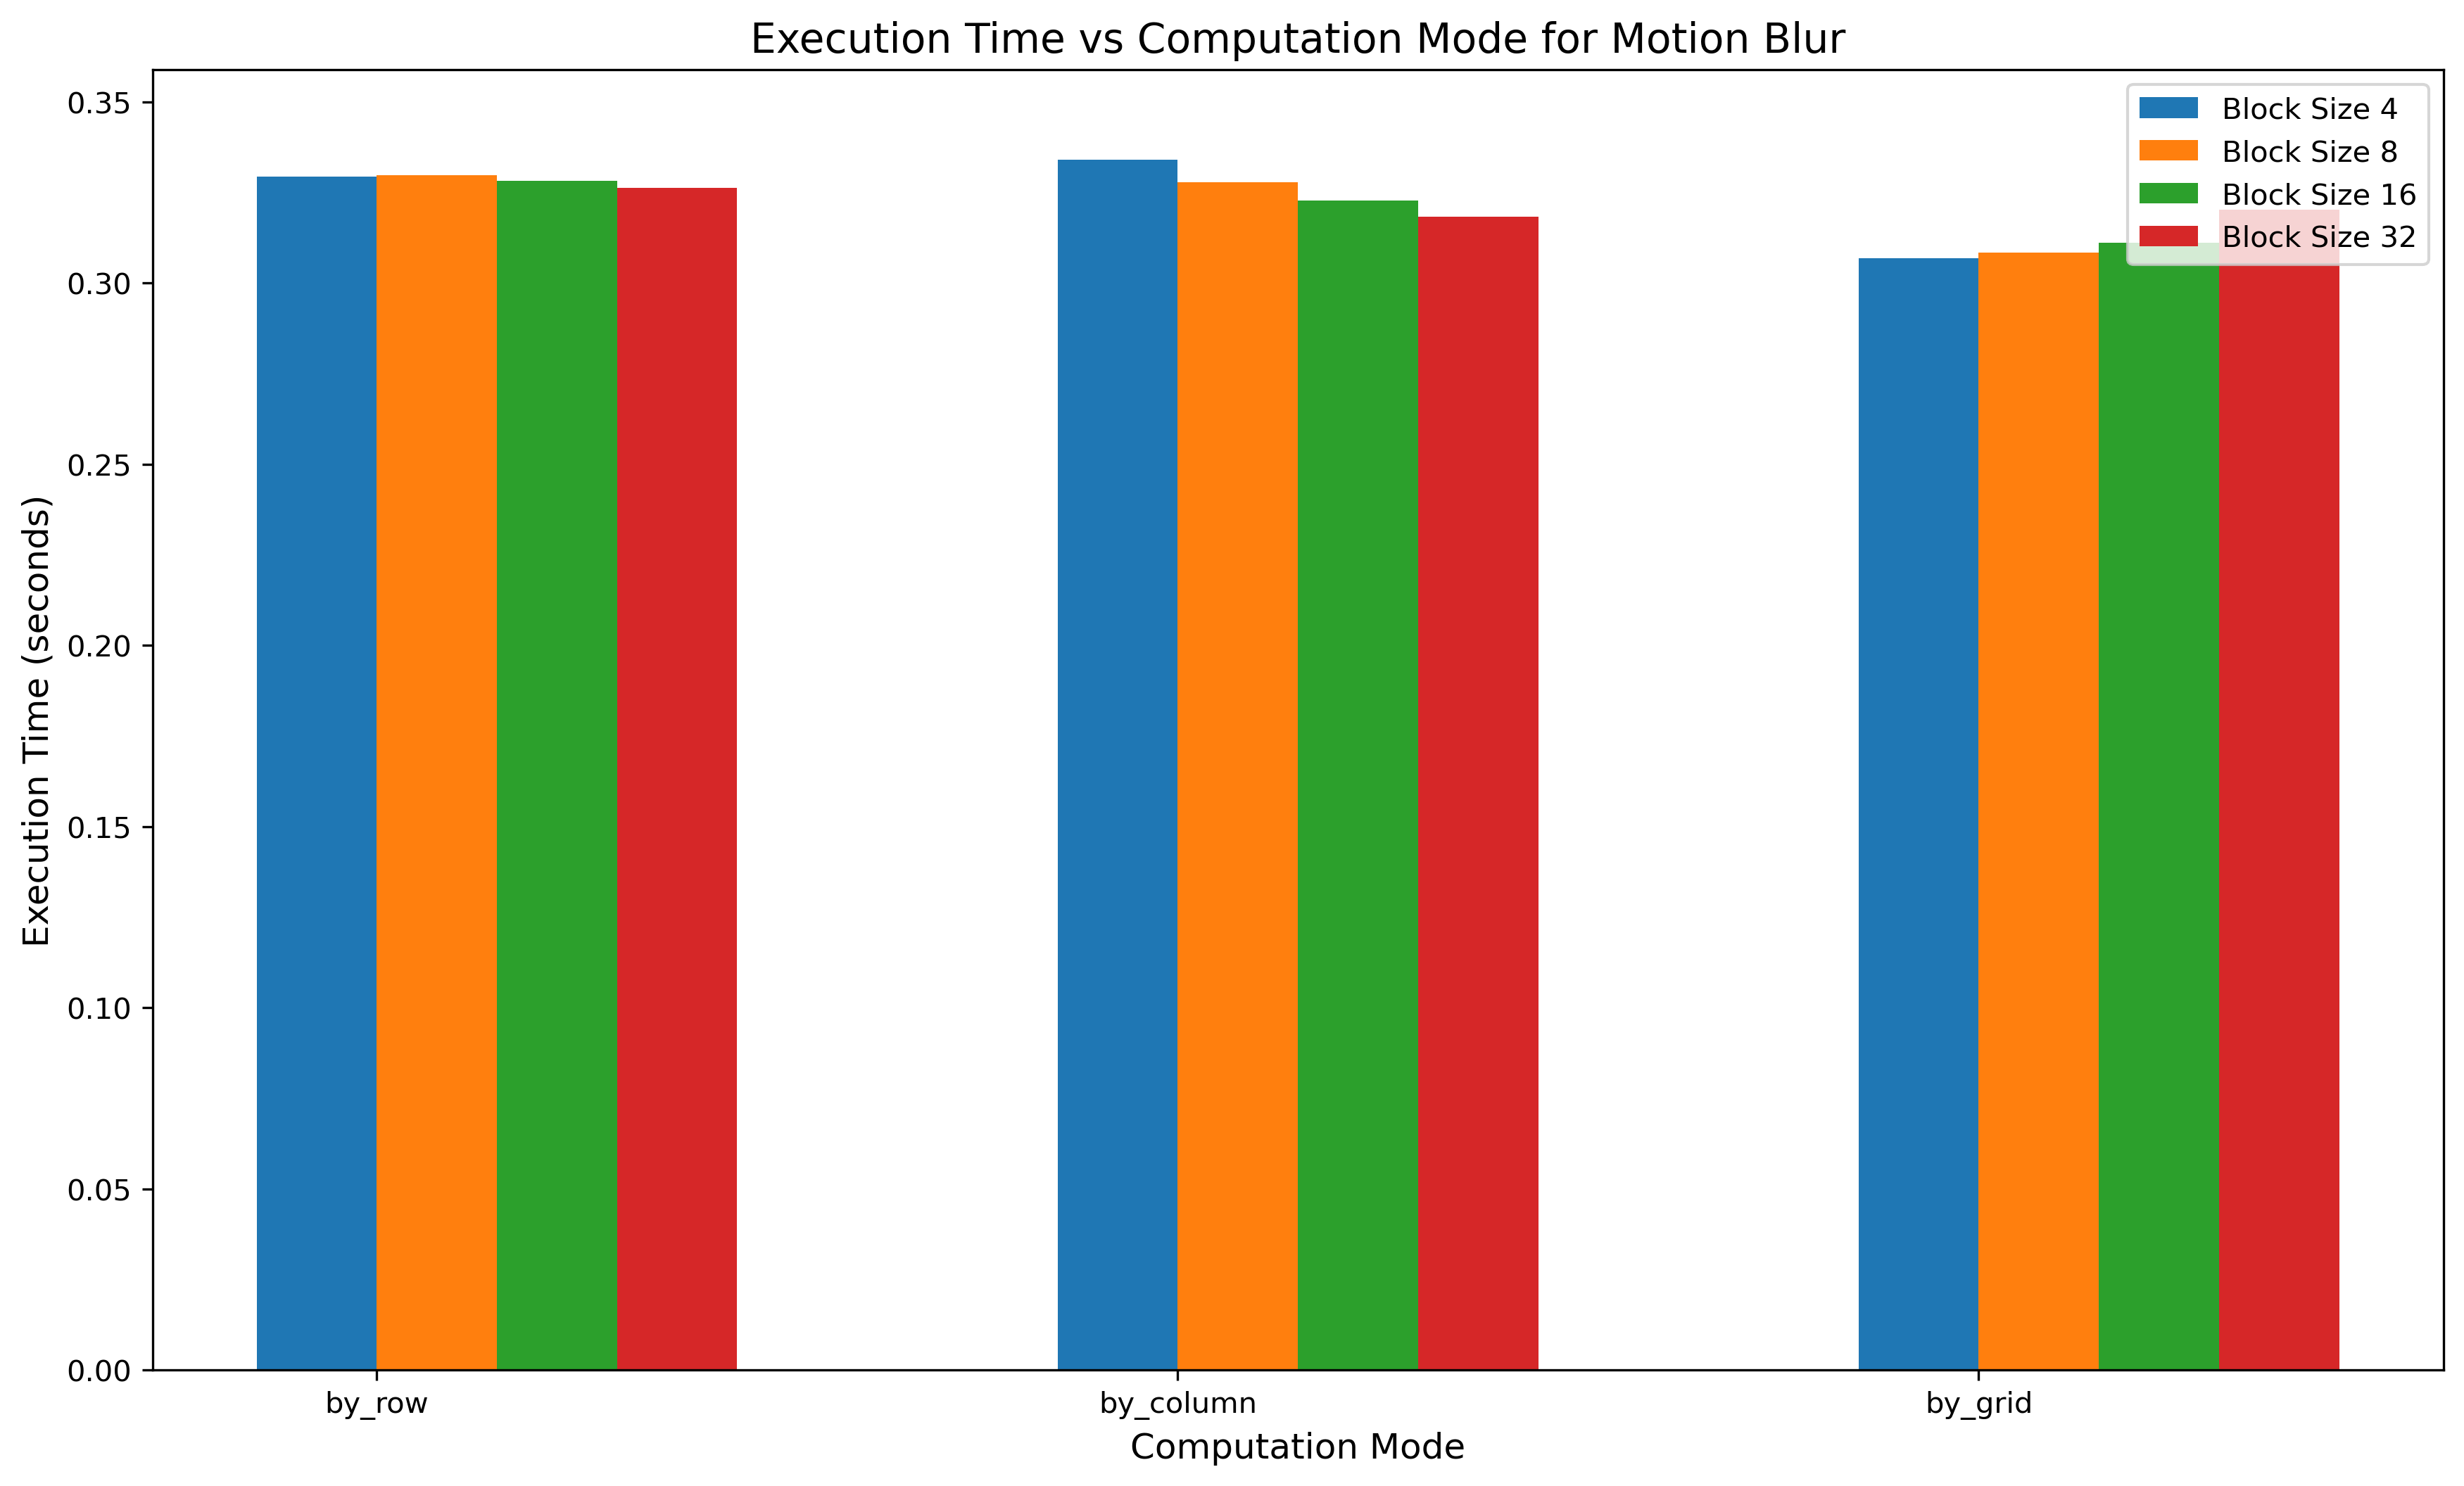 Execution Time vs Computation Mode for Motion Blur
Block Size 4
Block Size 8
Block Size 16
Block Size 32
Execution Time (seconds)
0.35
0.30
0.25
0.20
0.15
0.10
0.05
0.00
by_row
by_column
by_grid
Computation Mode